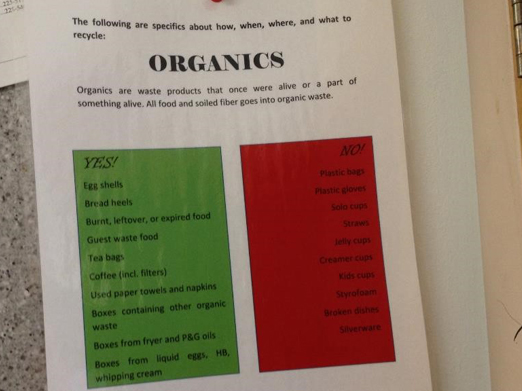 The following are specifics about how, when, where, and what to
recycle:
ORGANICS
Organics are waste products that once were alive or a part of
something alive. All food and soiled fiber goes into organic waste.
YES!
Egg shells
Bread heels
Burnt, leftover, or expired food
Guest waste food
Tea bags
Coffee (incl. filters)
Used paper towels and napkins
Boxes containing other organic
waste
Boxes from fryer and P&G oils
Boxes from liquid eggs, HB,
whipping cream
NO!
Plastic bags
Plastic gloves
Solo cups
Straws
Jelly cups
Creamer cups
Kids cups
Styrofoam
Broken dishes
Silverware